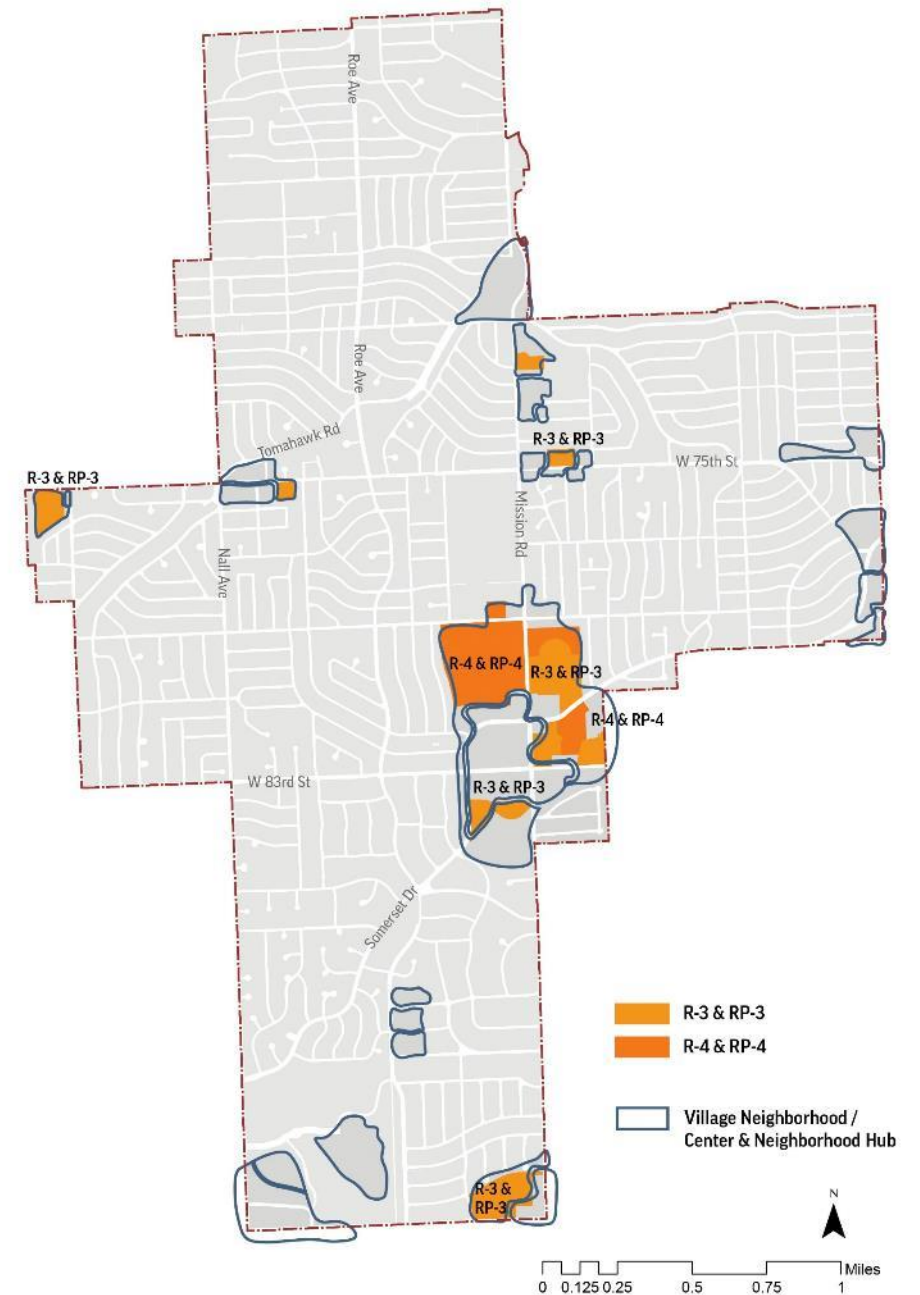 Roe Ave
Roe Ave
Tomahawk Rd
R-3 & RP-3
W 75th St
R-3 & RP-3
Mission Rd
Nall Ave
R-4 & RP-4
R-3 & RP-3
R-4 & RP-4
W 83rd St
R-3 & RP-3
Somerset Dr
R-3 & RP-3
R-4 & RP-4
Village Neighborhood /
Center & Neighborhood Hub
R-3 &
RP-3
N
Miles
0 0.125 0.25 0.5 0.75 1